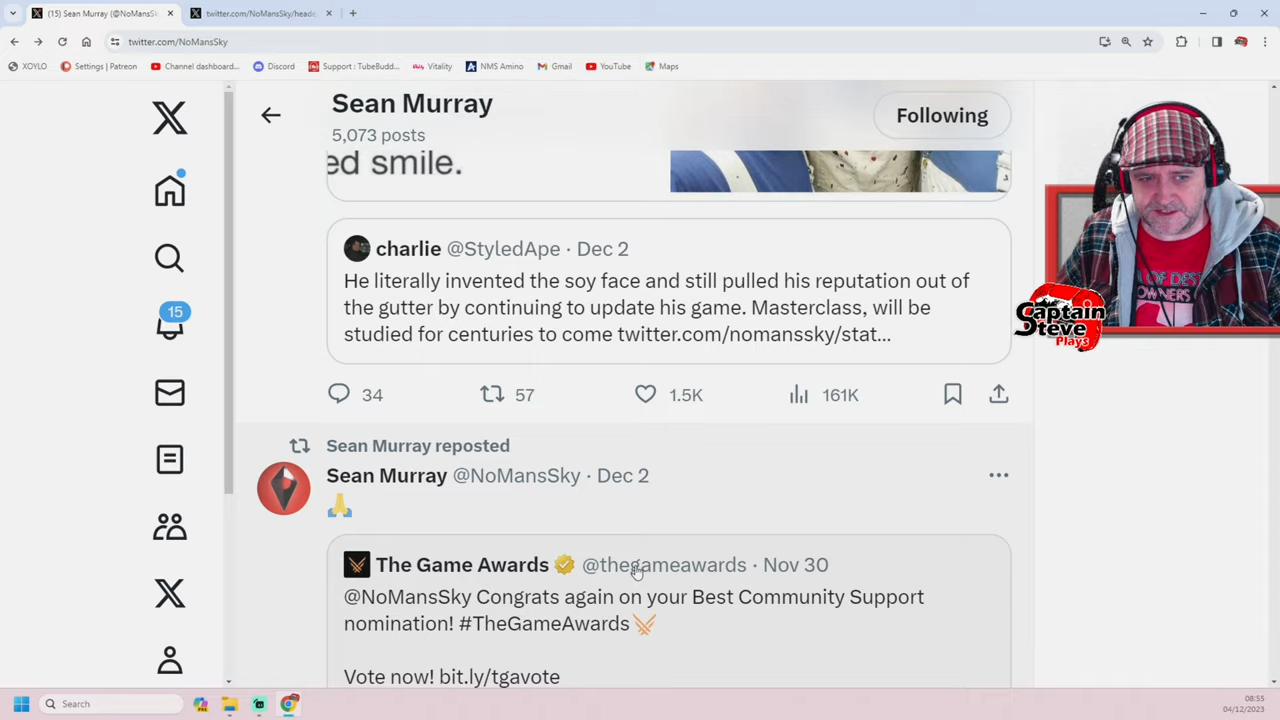 (15) Sean Murray (@NoMansSk
twitter.com/NoMansSky/heade
twitter.com/NoMansSky
XOYLO
Settings | Patreon
Channel dashboard...
Discord
Support : TubeBudd...
Vitality
NMS Amino
Gmail
YouTube
Maps
Sean Murray
5,073 posts
Following
ed smile.
charlie @StyledApe · Dec 2
He literally invented the soy face and still pulled his reputation out of
the gutter by continuing to update his game. Masterclass, will be
studied for centuries to come twitter.com/nomanssky/stat...
34
57
1.5K
161K
15
Sean Murray reposted
Sean Murray @NoMansSky · Dec 2
🙏
The Game Awards @thegameawards · Nov 30
@NoMansSky Congrats again on your Best Community Support
nomination! #TheGameAwards
Vote now! bit.ly/tgavote
Captain
Steve
Plays
Search
08:55
04/12/2023